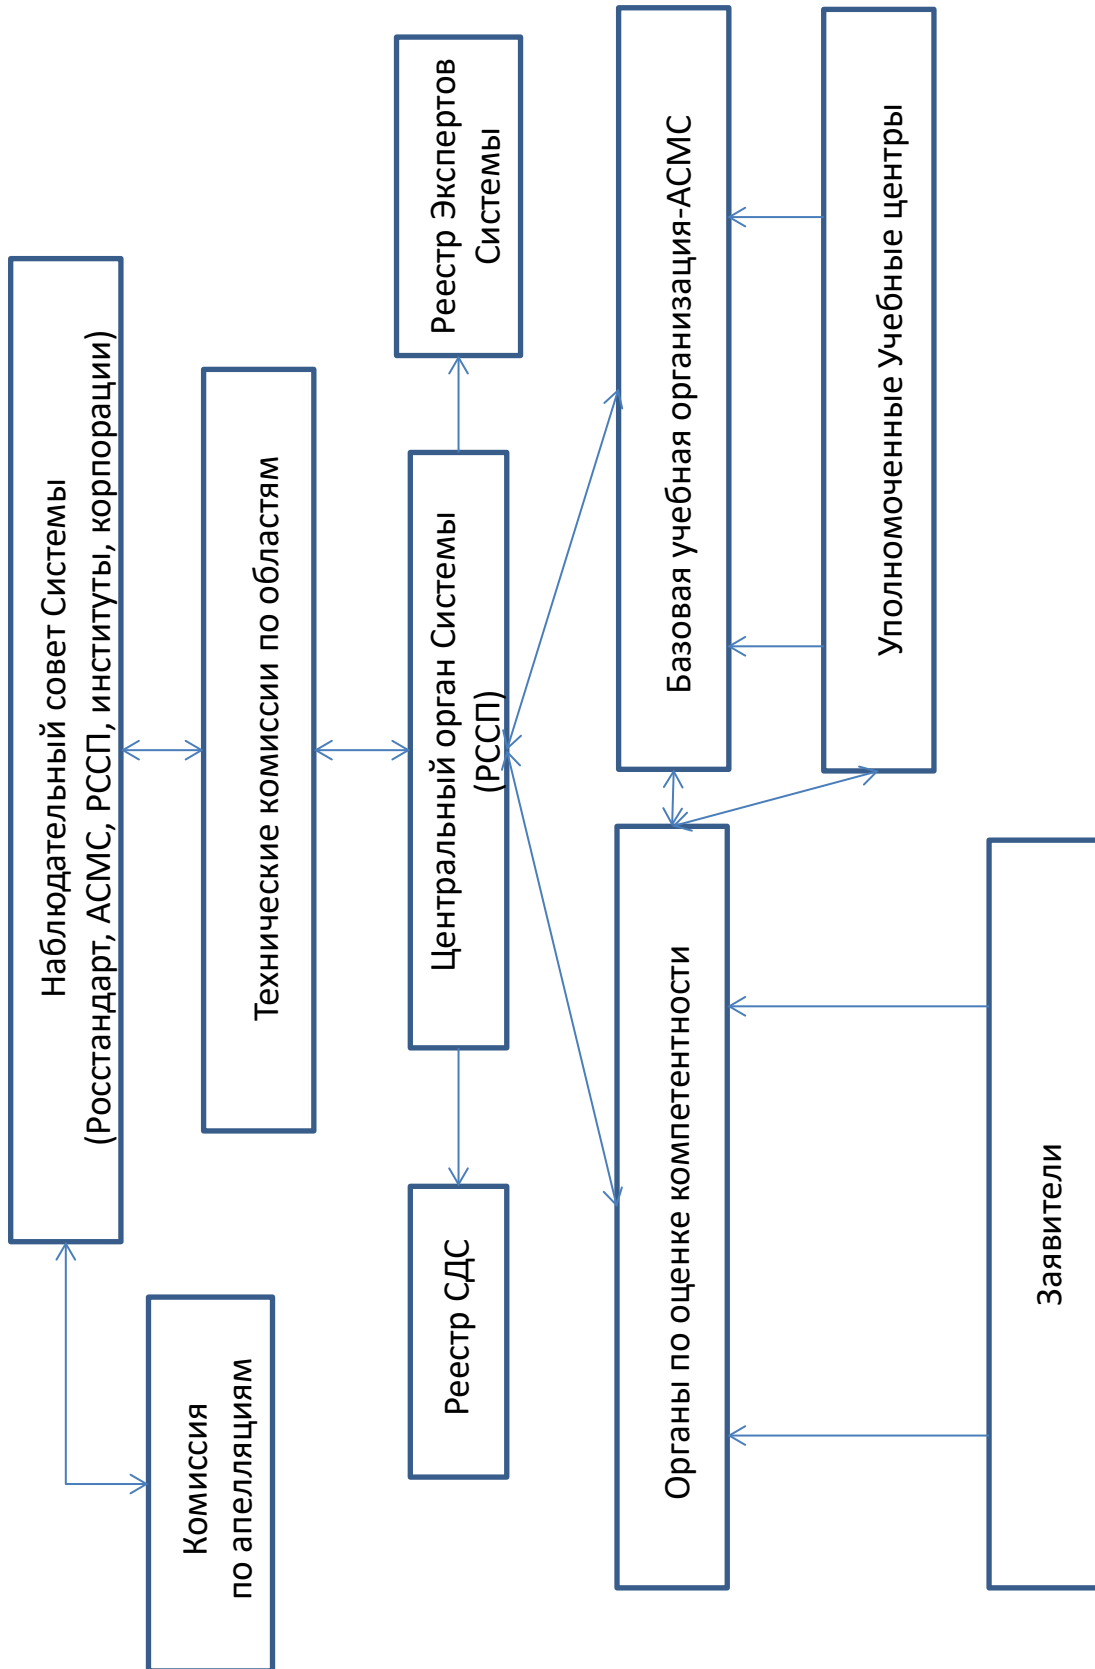 Наблюдательный совет Системы
(Росстандарт, АСМС, РССП, институты, корпорации)
Комиссия
по апелляциям
Технические комиссии по областям
Реестр СДС
Центральный орган Системы
(РССП)
Реестр Экспертов
Системы
Органы по оценке компетентности
Базовая учебная организация-АСМС
Уполномоченные Учебные центры
Заявители